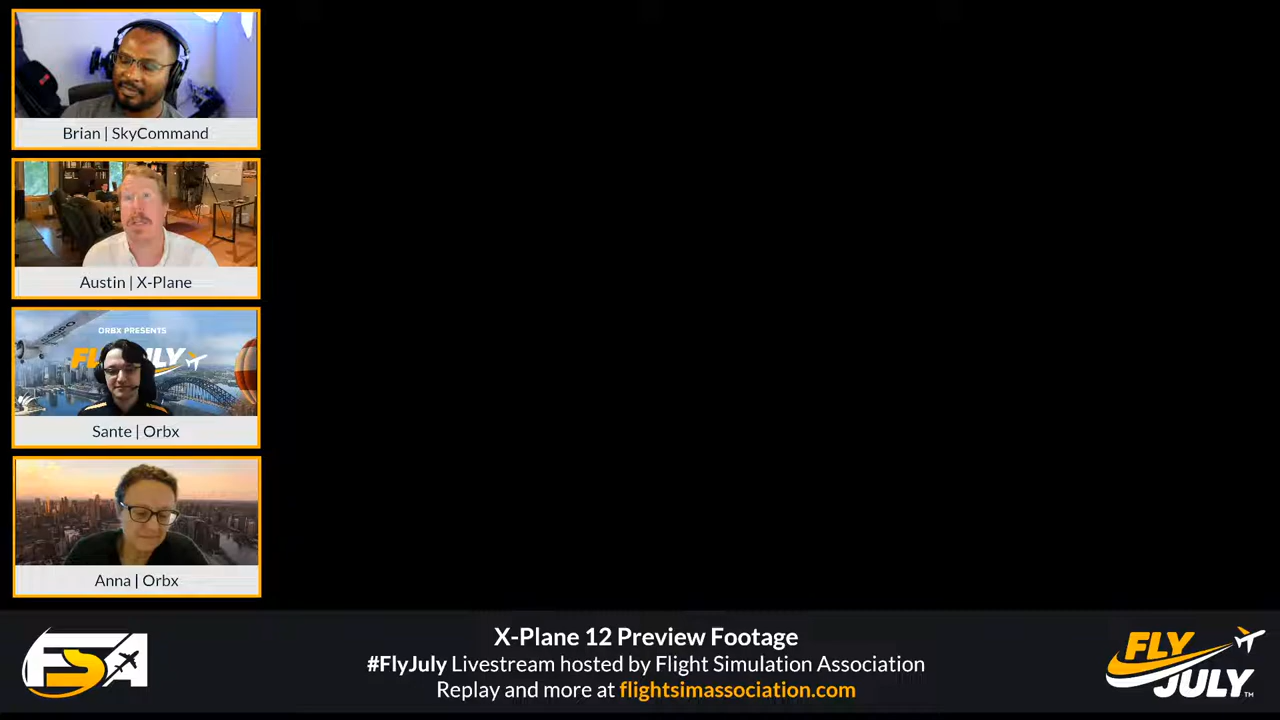 Brian | SkyCommand
Austin | X-Plane
ORBX PRESENTS
Sante | Orbx
Anna | Orbx
FSA
X-Plane 12 Preview Footage
#FlyJuly Livestream hosted by Flight Simulation Association
Replay and more at flightsimassociation.com
FLY
JULY™